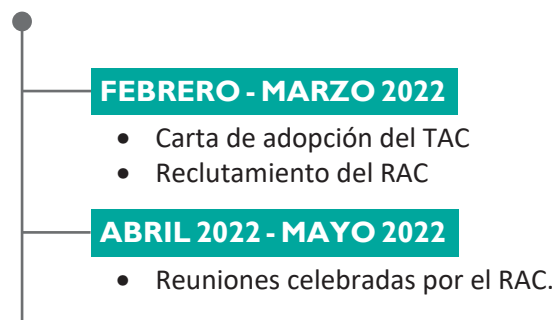 FEBRERO - MARZO 2022
• Carta de adopción del TAC
• Reclutamiento del RAC
ABRIL 2022 - MAYO 2022
• Reuniones celebradas por el RAC.